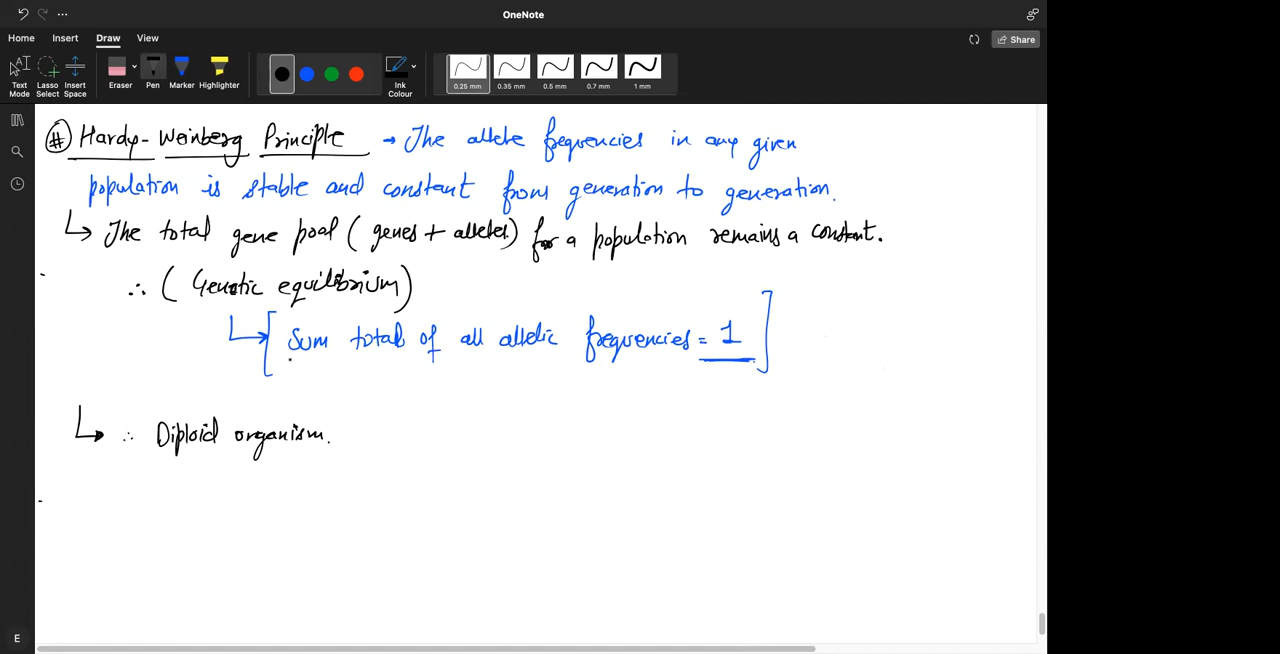 OneNote
Home Insert Draw View
Share
Text Mode
Lasso Select
Insert Space
Eraser
Pen
Marker
Highlighter
Ink Colour
0.25 mm
0.35 mm
0.5 mm
0.7 mm
1 mm
# Hardy-Weinberg Principle → The allele frequencies in any given
population is stable and constant from generation to generation.
↳ The total gene pool (genes + alleles) for a population remains a constant.
∴ (Genetic equilibrium)
↳ [Sum total of all allelic frequencies = 1]
↳ ∴ Diploid organism.
E